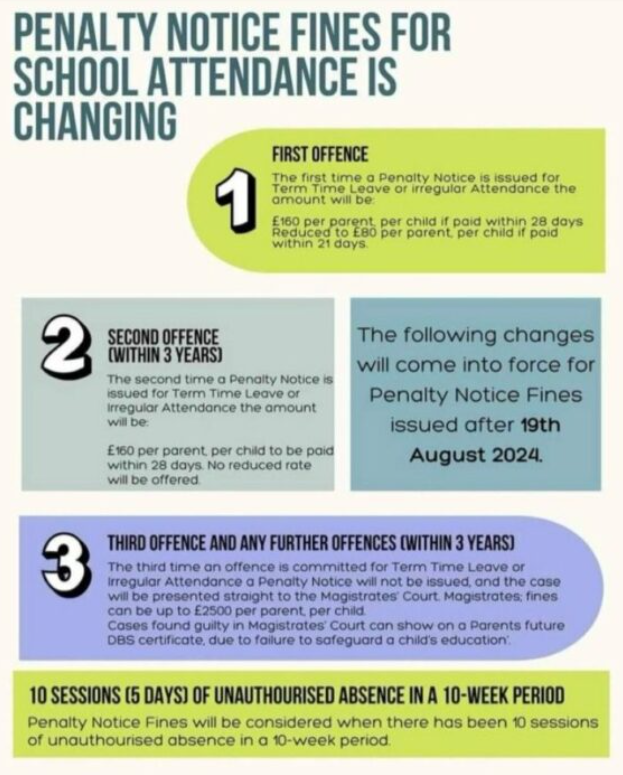 PENALTY NOTICE FINES FOR
SCHOOL ATTENDANCE IS
CHANGING
1
FIRST OFFENCE
The first time a Penalty Notice is issued for
Term Time Leave or irregular Attendance the
amount will be:
£160 per parent, per child if paid within 28 days
Reduced to £80 per parent, per child if paid
within 21 days.
2
SECOND OFFENCE
(WITHIN 3 YEARS)
The second time a Penalty Notice is
issued for Term Time Leave or
Irregular Attendance the amount
will be:
£160 per parent, per child to be paid
within 28 days. No reduced rate
will be offered.
The following changes
will come into force for
Penalty Notice Fines
issued after 19th
August 2024.
3
THIRD OFFENCE AND ANY FURTHER OFFENCES (WITHIN 3 YEARS)
The third time an offence is committed for Term Time Leave or
Irregular Attendance a Penalty Notice will not be issued, and the case
will be presented straight to the Magistrates' Court. Magistrates; fines
can be up to £2500 per parent, per child.
Cases found guilty in Magistrates' Court can show on a Parents future
DBS certificate, due to failure to safeguard a child's education'.
10 SESSIONS (5 DAYS) OF UNAUTHOURISED ABSENCE IN A 10-WEEK PERIOD
Penalty Notice Fines will be considered when there has been 10 sessions
of unauthourised absence in a 10-week period.